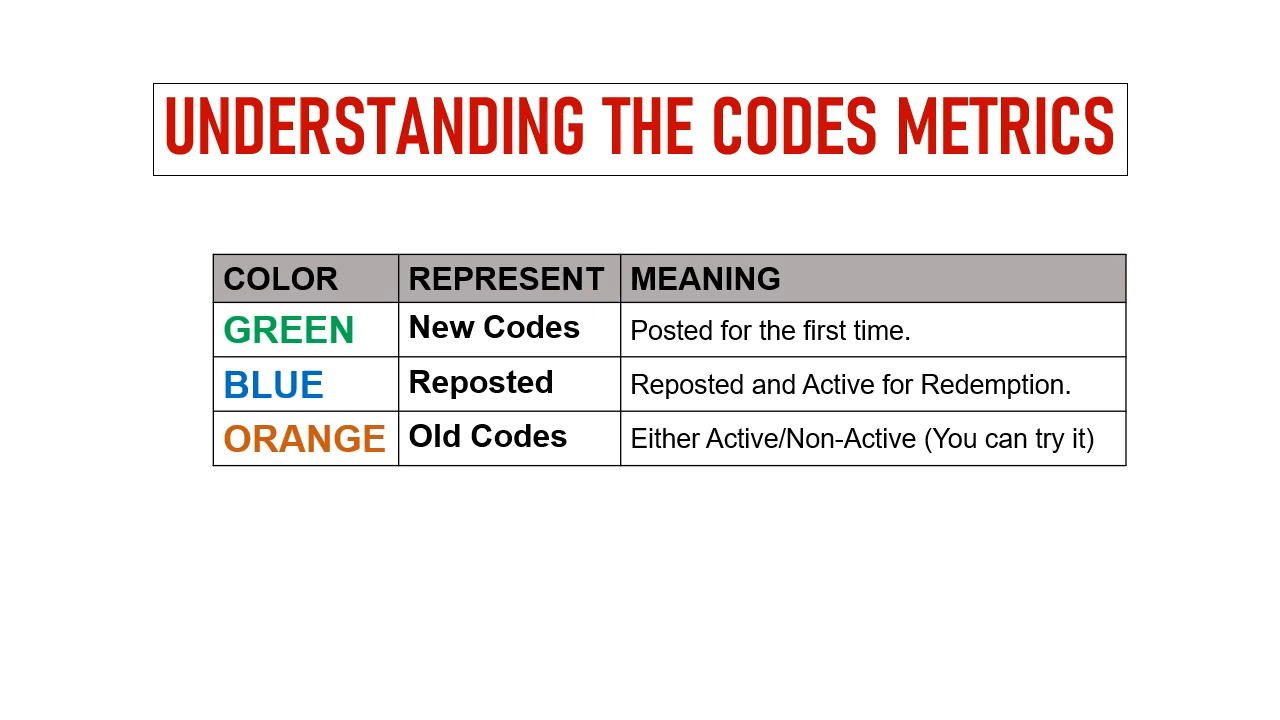 UNDERSTANDING THE CODES METRICS
COLOR REPRESENT MEANING
GREEN New Codes Posted for the first time.
BLUE Reposted Reposted and Active for Redemption.
ORANGE Old Codes Either Active/Non-Active (You can try it)